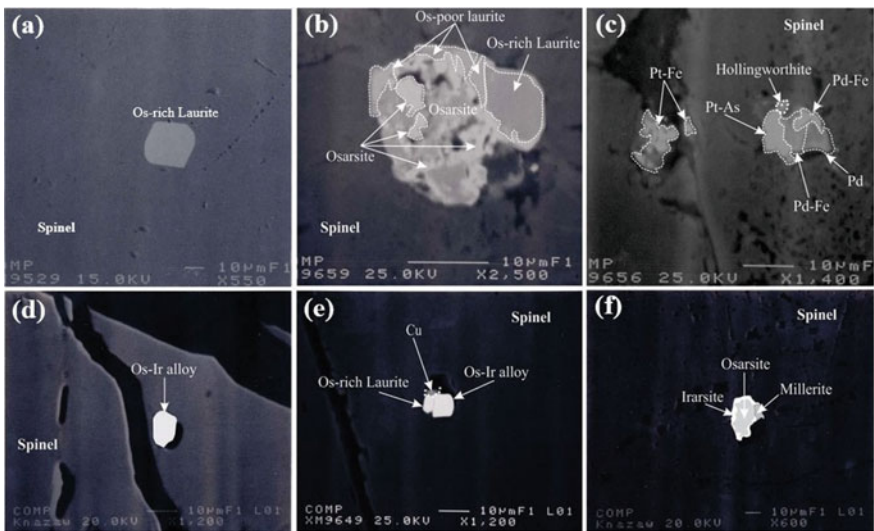 (a)
Os-rich Laurite
Spinel
MP
9529 15.0KV
10µmF1
X550
(b)
Os-poor laurite
Os-rich Laurite
Osarsite
Osarsite
Spinel
MP
9659 25.0KV
10µmF1
X2,500
(c)
Pt-Fe
Hollingworthite
Pt-As
Pd-Fe
Pd
Pd-Fe
Spinel
MP
9656 25.0KV
10µmF1
X1,400
(d)
Os-Ir alloy
Spinel
COMP
Knazaw 20.0KV
10µmF1 L01
X1,200
(e)
Spinel
Cu
Os-rich Laurite
Os-Ir alloy
COMP
XM9649 25.0KV
10µmF1 L01
X1,200
(f)
Spinel
Osarsite
Irarsite
Millerite
COMP
Knazaw 20.0KV
10µmF1 L01
X600